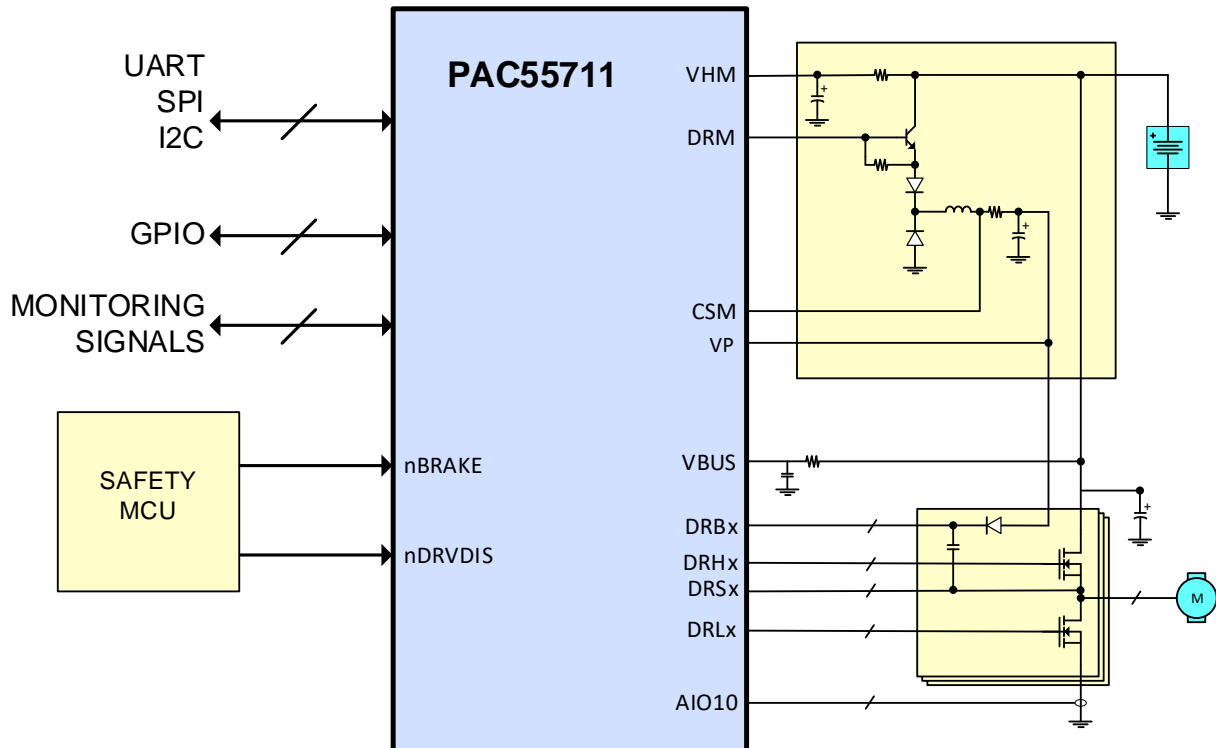 PAC55711
UART
SPI
I2C
GPIO
MONITORING
SIGNALS
SAFETY
MCU
nBRAKE
nDRVDIS
VHM
DRM
CSM
VP
VBUS
DRBx
DRHx
DRSx
DRLx
AIO10
+
+
+
+
M